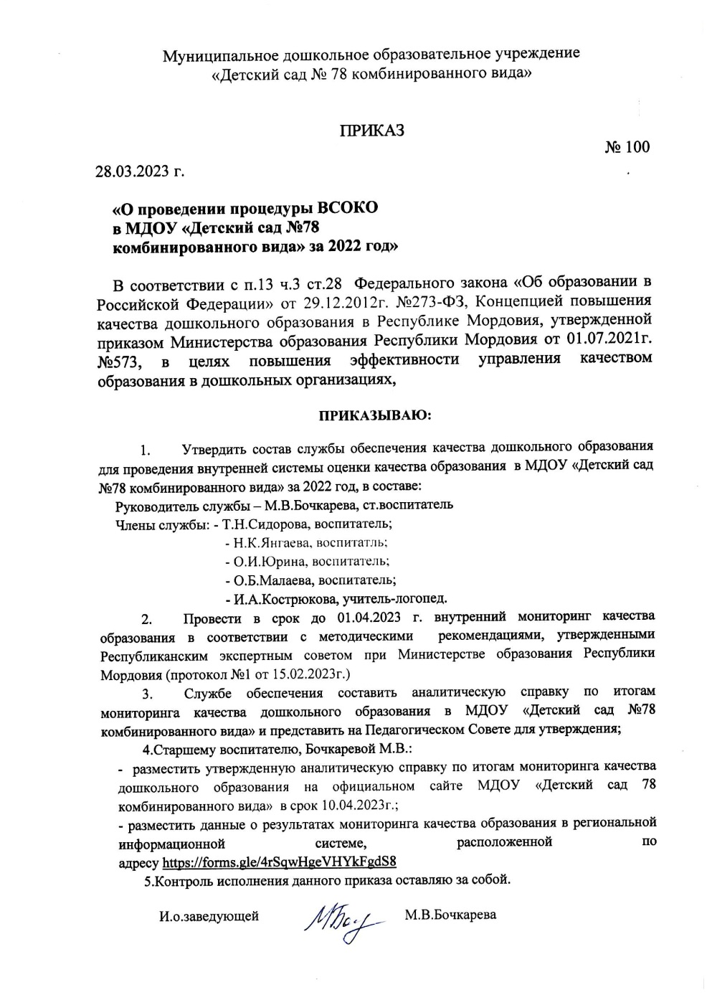 Муниципальное дошкольное образовательное учреждение
«Детский сад № 78 комбинированного вида»
ПРИКАЗ
№ 100
28.03.2023 г.
«О проведении процедуры ВСОКО
в МДОУ «Детский сад №78
комбинированного вида» за 2022 год»
В соответствии с п.13 ч.3 ст.28 Федерального закона «Об образовании в
Российской Федерации» от 29.12.2012г. №273-ФЗ, Концепцией повышения
качества дошкольного образования в Республике Мордовия, утвержденной
приказом Министерства образования Республики Мордовия от 01.07.2021г.
№573, в целях повышения эффективности управления качеством
образования в дошкольных организациях,
ПРИКАЗЫВАЮ:
1. Утвердить состав службы обеспечения качества дошкольного образования
для проведения внутренней системы оценки качества образования в МДОУ «Детский сад
№78 комбинированного вида» за 2022 год, в составе:
Руководитель службы – М.В.Бочкарева, ст.воспитатель
Члены службы: - Т.Н.Сидорова, воспитатель;
- Н.К.Янгаева, воспитатль;
- О.И.Юрина, воспитатель;
- О.Б.Малаева, воспитатель;
- И.А.Кострюкова, учитель-логопед.
2. Провести в срок до 01.04.2023 г. внутренний мониторинг качества
образования в соответствии с методическими рекомендациями, утвержденными
Республиканским экспертным советом при Министерстве образования Республики
Мордовия (протокол №1 от 15.02.2023г.)
3. Службе обеспечения составить аналитическую справку по итогам
мониторинга качества дошкольного образования в МДОУ «Детский сад №78
комбинированного вида» и представить на Педагогическом Совете для утверждения;
4.Старшему воспитателю, Бочкаревой М.В.:
- разместить утвержденную аналитическую справку по итогам мониторинга качества
дошкольного образования на официальном сайте МДОУ «Детский сад 78
комбинированного вида» в срок 10.04.2023г.;
- разместить данные о результатах мониторинга качества образования в региональной
информационной системе, расположенной по
адресу https://forms.gle/4rSqwHgeVHYkFgdS8
5.Контроль исполнения данного приказа оставляю за собой.
И.о.заведующей М.В.Бочкарева